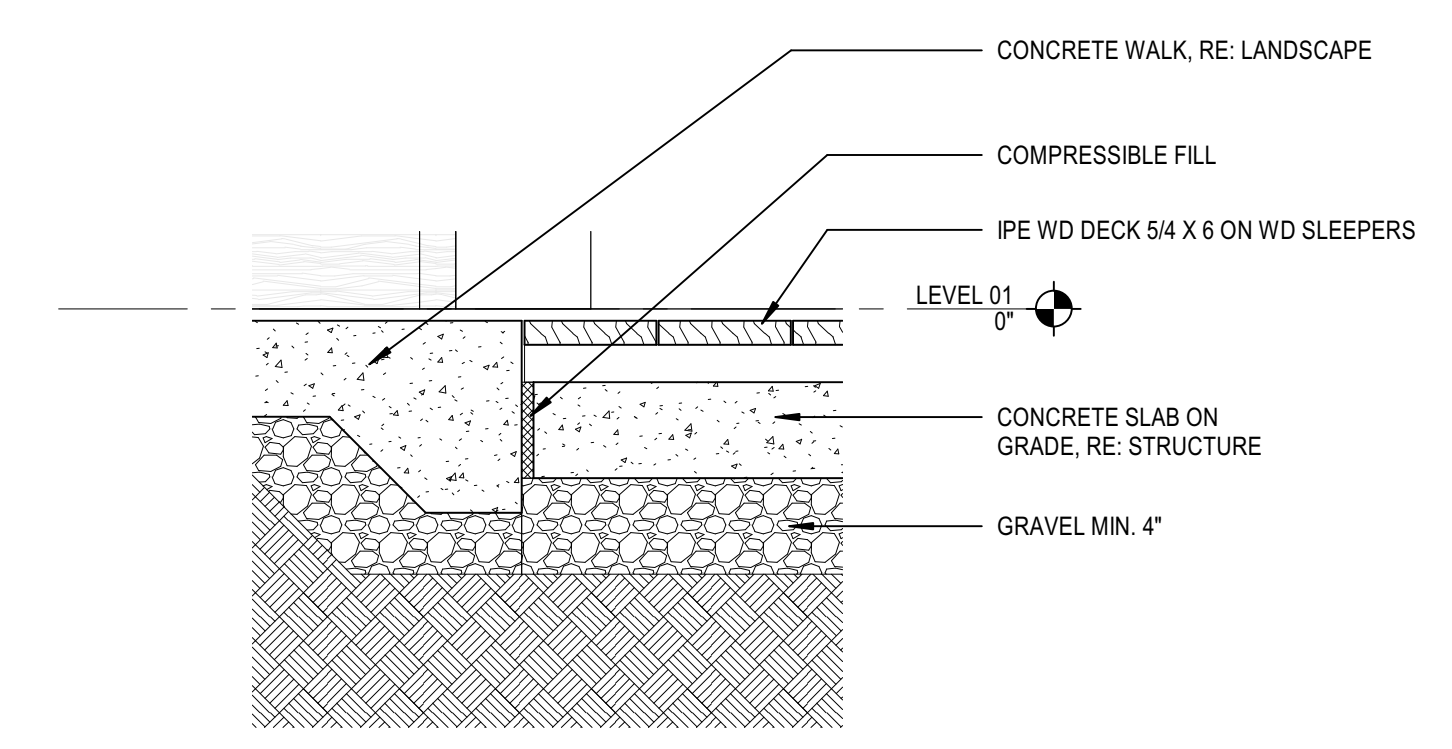 CONCRETE WALK, RE: LANDSCAPE
COMPRESSIBLE FILL
IPE WD DECK 5/4 X 6 ON WD SLEEPERS
LEVEL 01
0"
CONCRETE SLAB ON
GRADE, RE: STRUCTURE
GRAVEL MIN. 4"